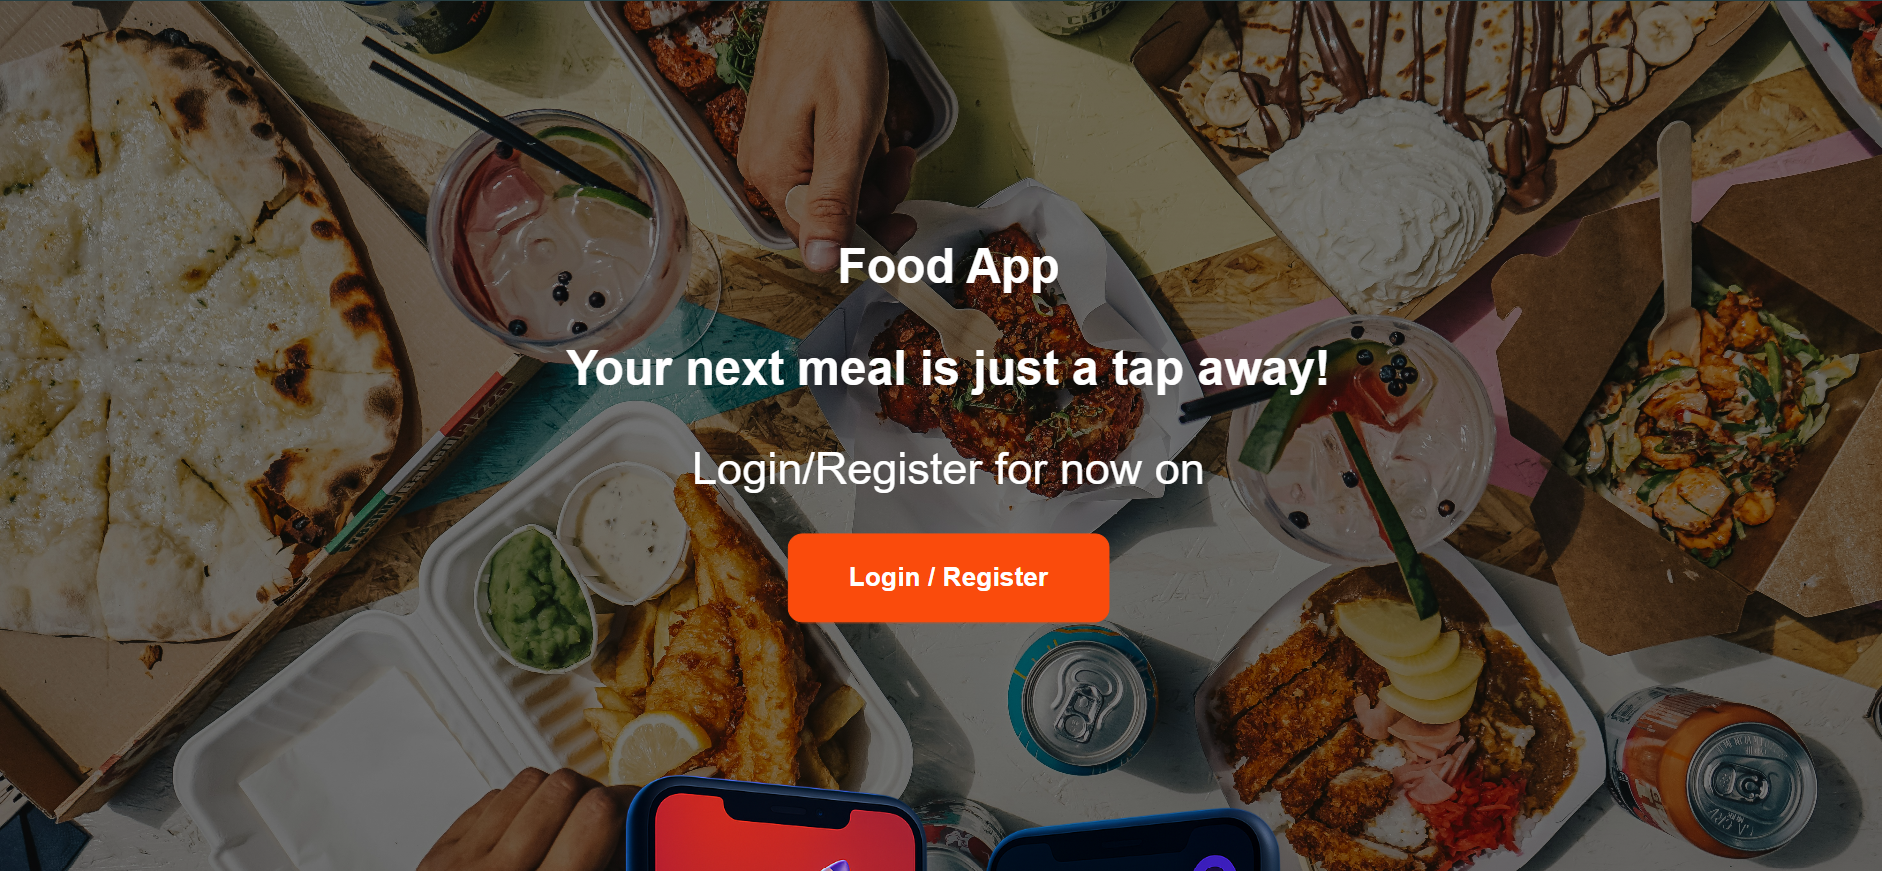 Food App
Your next meal is just a tap away!
Login/Register for now on
Login / Register